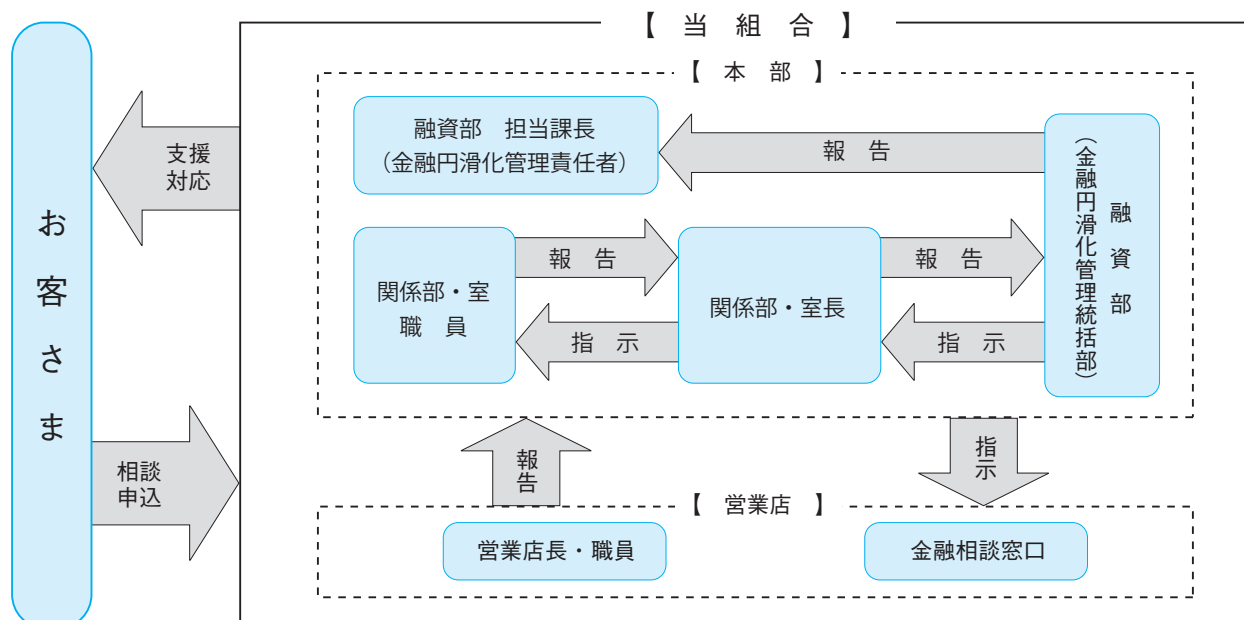 【 当 組 合 】
【 本 部 】
融資部 担当課長
（金融円滑化管理責任者）
報 告
融 資 部
（金融円滑化管理統括部）
支援
対応
お客さま
関係部・室
職 員
報 告
指 示
関係部・室長
報 告
指 示
相談
申込
報告
指示
【 営業店 】
営業店長・職員
金融相談窓口